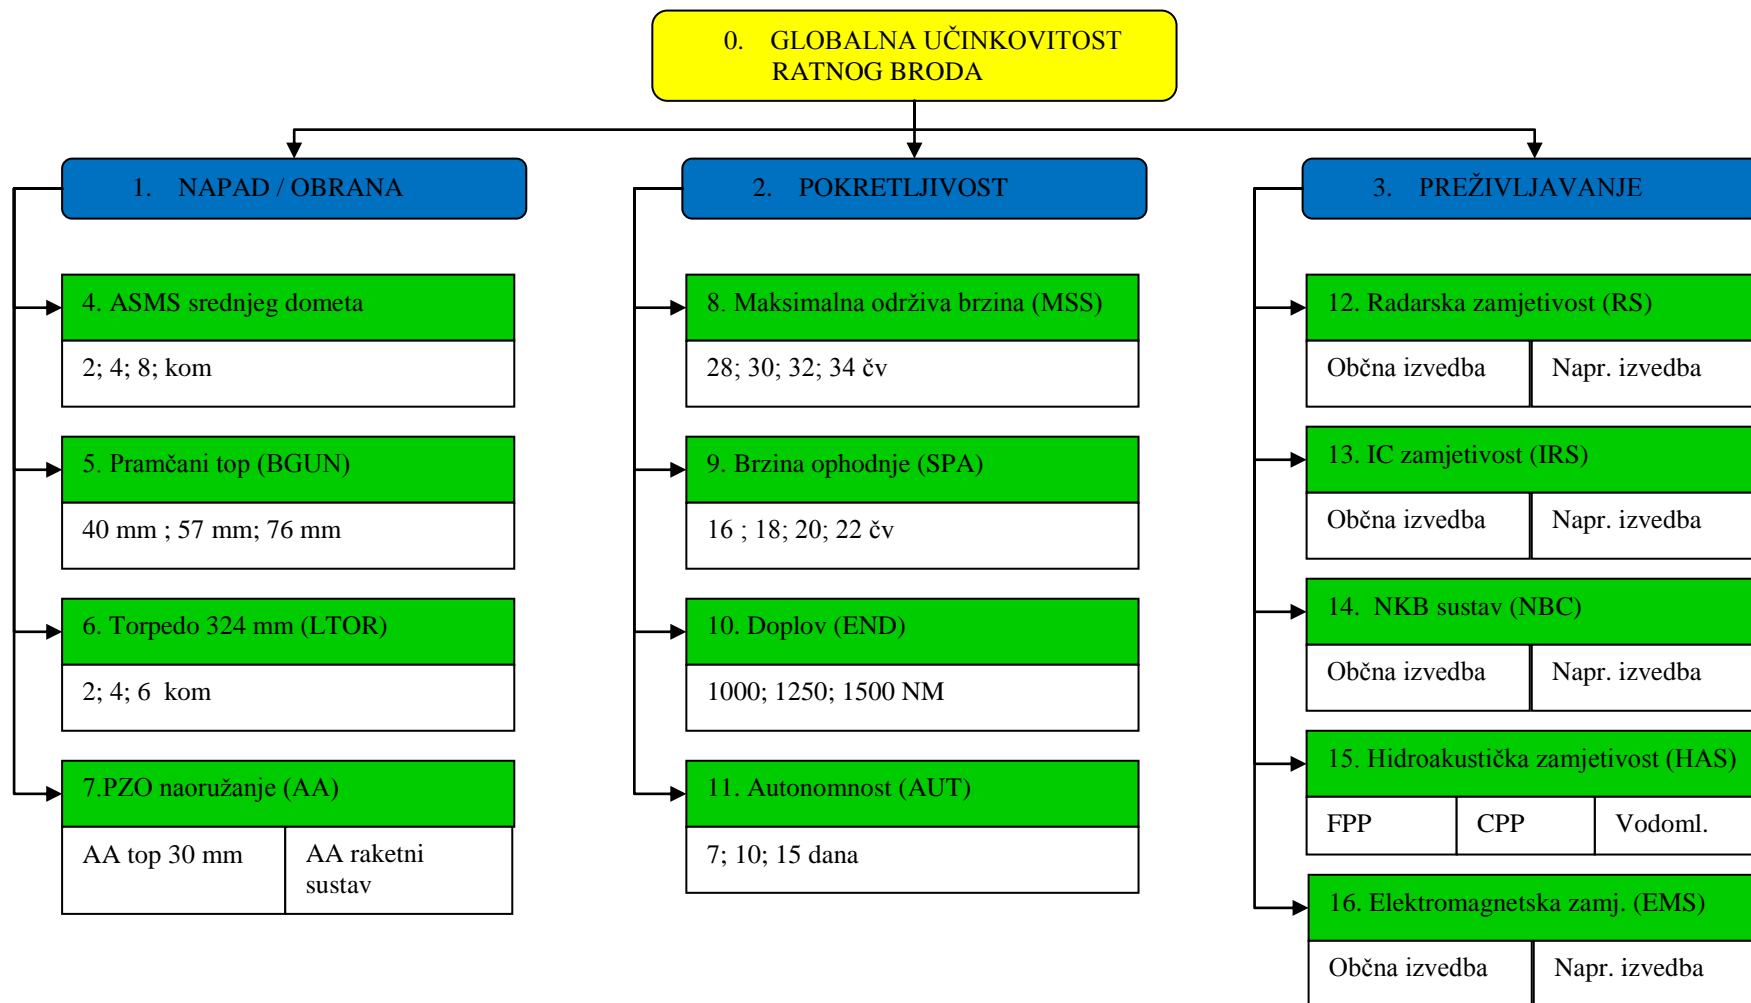 0. GLOBALNA UČINKOVITOST
RATNOG BRODA
1. NAPAD / OBRANA
4. ASMS srednjeg dometa
2; 4; 8; kom
5. Pramčani top (BGUN)
40 mm ; 57 mm; 76 mm
6. Torpedo 324 mm (LTOR)
2; 4; 6 kom
7.PZO naoružanje (AA)
AA top 30 mm
AA raketni
sustav
2. POKRETLJIVOST
8. Maksimalna održiva brzina (MSS)
28; 30; 32; 34 čv
9. Brzina ophodnje (SPA)
16 ; 18; 20; 22 čv
10. Doplov (END)
1000; 1250; 1500 NM
11. Autonomnost (AUT)
7; 10; 15 dana
3. PREŽIVLJAVANJE
12. Radarska zamjetivost (RS)
Občna izvedba
Napr. izvedba
13. IC zamjetivost (IRS)
Občna izvedba
Napr. izvedba
14. NKB sustav (NBC)
Občna izvedba
Napr. izvedba
15. Hidroakustička zamjetivost (HAS)
FPP
CPP
Vodoml.
16. Elektromagnetska zamj. (EMS)
Občna izvedba
Napr. izvedba